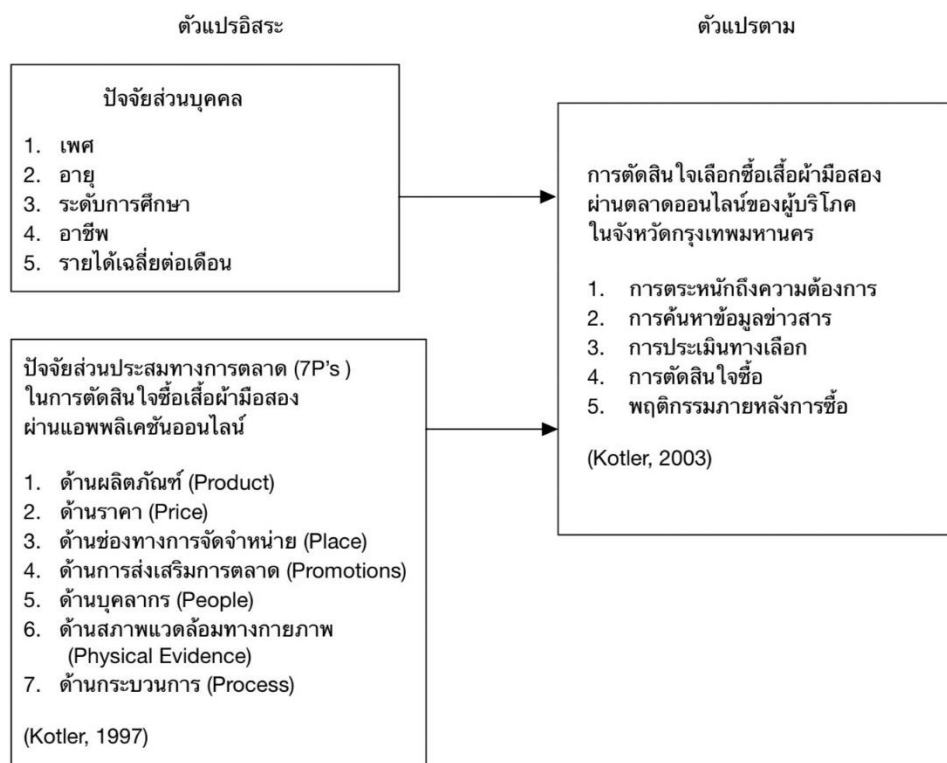 ตัวแปรอิสระ
ตัวแปรตาม
ปัจจัยส่วนบุคคล
1. เพศ
2. อายุ
3. ระดับการศึกษา
4. อาชีพ
5. รายได้เฉลี่ยต่อเดือน
ปัจจัยส่วนประสมทางการตลาด (7P's )
ในการตัดสินใจซื้อเสื้อผ้ามือสอง
ผ่านแอพพลิเคชันออนไลน์
1. ด้านผลิตภัณฑ์ (Product)
2. ด้านราคา (Price)
3. ด้านช่องทางการจัดจำหน่าย (Place)
4. ด้านการส่งเสริมการตลาด (Promotions)
5. ด้านบุคลากร (People)
6. ด้านสภาพแวดล้อมทางกายภาพ
(Physical Evidence)
7. ด้านกระบวนการ (Process)
(Kotler, 1997)
การตัดสินใจเลือกซื้อเสื้อผ้ามือสอง
ผ่านตลาดออนไลน์ของผู้บริโภค
ในจังหวัดกรุงเทพมหานคร
1. การตระหนักถึงความต้องการ
2. การค้นหาข้อมูลข่าวสาร
3. การประเมินทางเลือก
4. การตัดสินใจซื้อ
5. พฤติกรรมภายหลังการซื้อ
(Kotler, 2003)